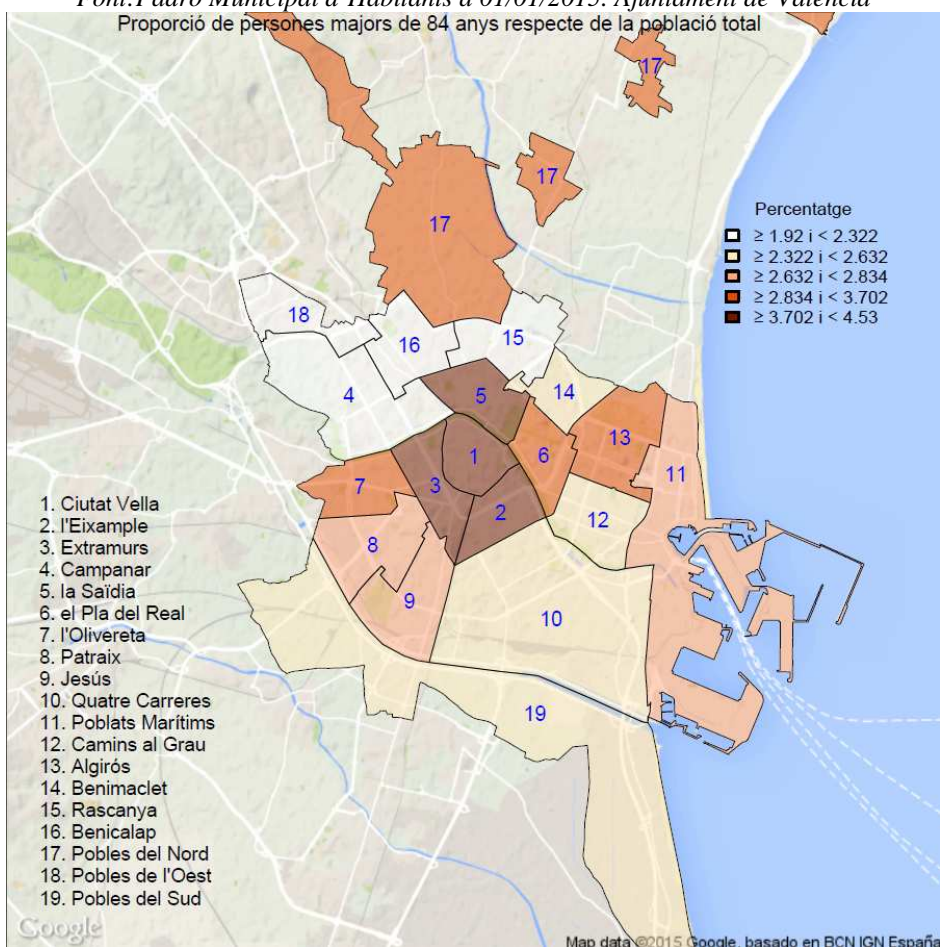 Font:Padró Municipal d'Habitants a 01/01/2015. Ajuntament de València
Proporció de persones majors de 84 anys respecte de la població total
17
17
17
Percentatge
≥ 1.92 i < 2.322
≥ 2.322 i < 2.632
≥ 2.632 i < 2.834
≥ 2.834 i < 3.702
≥ 3.702 i < 4.53
18
16
15
4
5
14
13
1
6
11
7
3
2
12
8
9
10
19
1. Ciutat Vella
2. l'Eixample
3. Extramurs
4. Campanar
5. la Saïdia
6. el Pla del Real
7. l'Olivereta
8. Patraix
9. Jesús
10. Quatre Carreres
11. Poblats Marítims
12. Camins al Grau
13. Algirós
14. Benimaclet
15. Rascanya
16. Benicalap
17. Pobles del Nord
18. Pobles de l'Oest
19. Pobles del Sud
Google
Map data ©2015 Google, basado en BCN IGN España